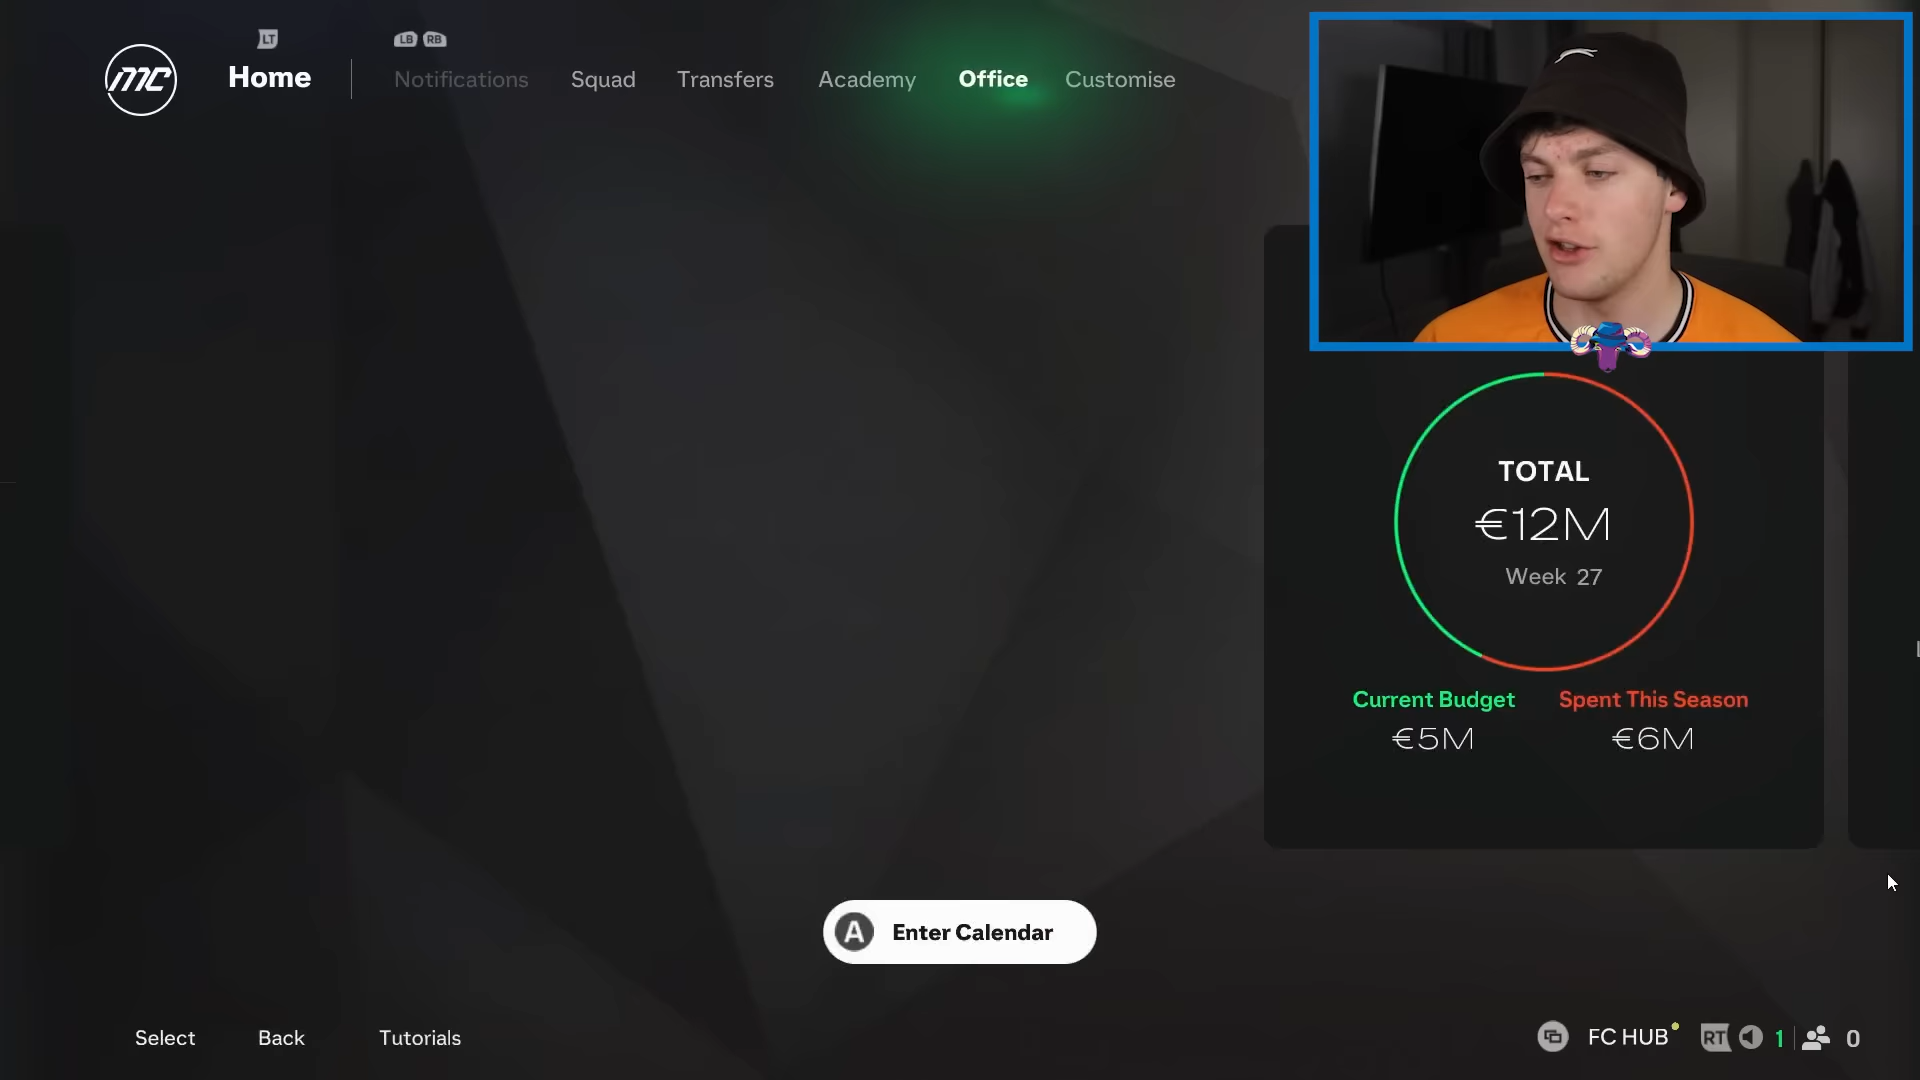 LT
LB RB
MC
Home
Notifications Squad Transfers Academy Office Customise
TOTAL
€12M
Week 27
Current Budget Spent This Season
€5M €6M
A Enter Calendar
Select Back Tutorials
FC HUB RT 1 0